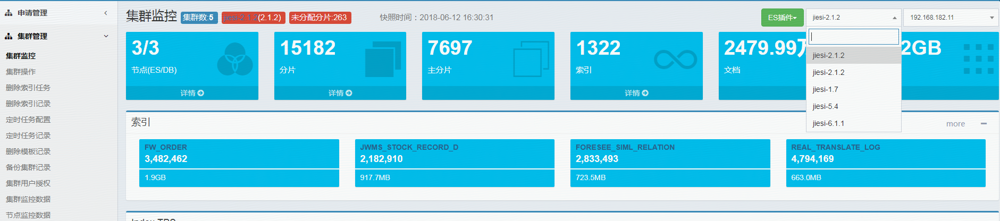 申请管理
集群管理
集群监控
集群操作
删除索引任务
删除索引记录
定时任务配置
定时任务记录
删除模板记录
备份集群记录
集群用户授权
集群监控数据
节点监控数据
集群监控 集群数:5 jiesi-2.1.2(2.1.2) 未分配分片:263 快照时间：2018-06-12 16:30:31
ES插件 jiesi-2.1.2 192.168.182.11
jiesi-2.1.2
jiesi-2.1.2
jiesi-1.7
jiesi-5.4
jiesi-6.1.1
3/3
节点(ES/DB)
详情
15182
分片
详情
7697
主分片
1322
索引
详情
2479.99万
文档
2GB
索引 more
FW_ORDER
3,482,462
1.9GB
JWMS_STOCK_RECORD_D
2,182,910
917.7MB
FORESEE_SIML_RELATION
2,833,493
723.5MB
REAL_TRANSLATE_LOG
4,794,169
663.0MB
Index TPS